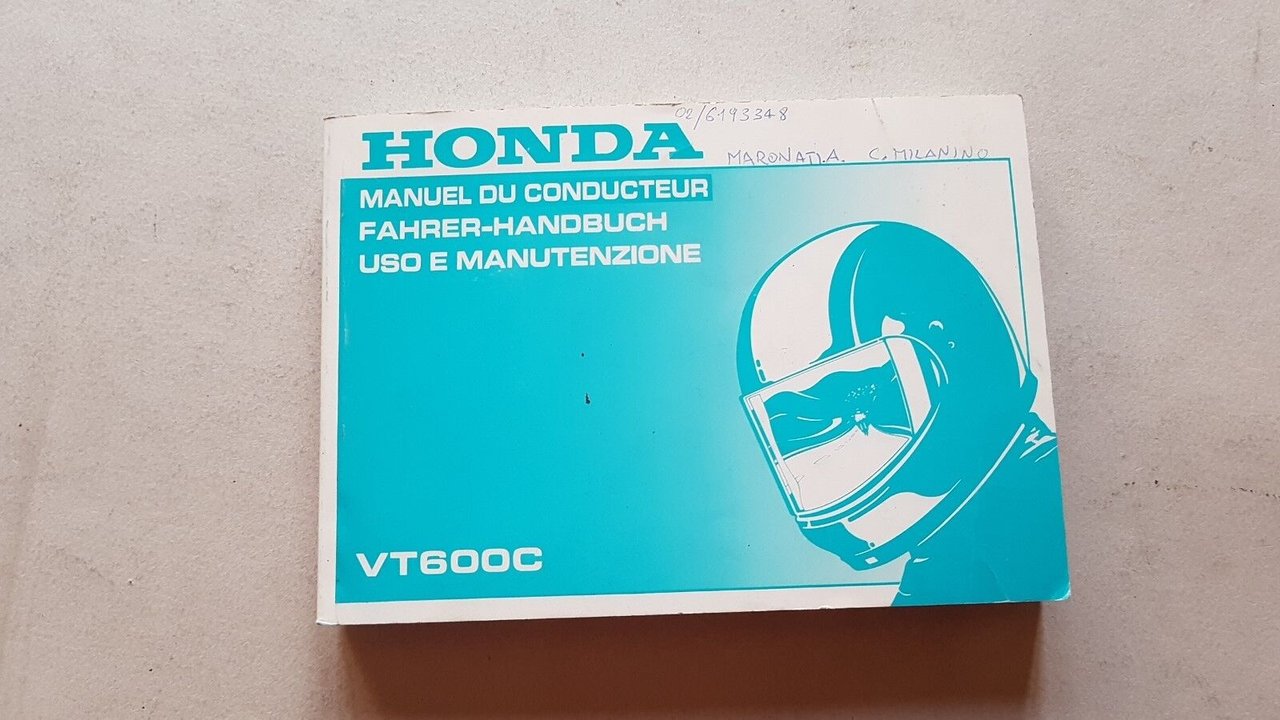 02/6193348
HONDA
MARONATI.A. C. MILANINO
MANUEL DU CONDUCTEUR
FAHRER-HANDBUCH
USO E MANUTENZIONE
VT600C